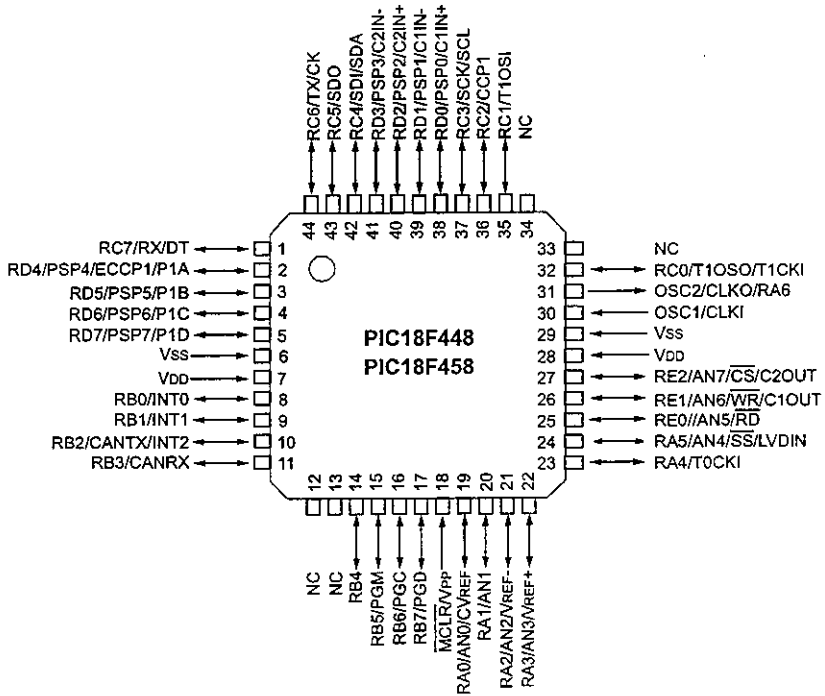 RC6/TX/CK
RC5/SDO
RC4/SDI/SDA
RD3/PSP3/C2IN-
RD2/PSP2/C2IN+
RD1/PSP1/C1IN-
RD0/PSP0/C1IN+
RC3/SCK/SCL
RC2/CCP1
RC1/T1OSI
NC
44 43 42 41 40 39 38 37 36 35 34
RC7/RX/DT 1
RD4/PSP4/ECCP1/P1A 2
RD5/PSP5/P1B 3
RD6/PSP6/P1C 4
RD7/PSP7/P1D 5
VSS 6
VDD 7
RB0/INT0 8
RB1/INT1 9
RB2/CANTX/INT2 10
RB3/CANRX 11
PIC18F448
PIC18F458
33 NC
32 RC0/T1OSO/T1CKI
31 OSC2/CLKO/RA6
30 OSC1/CLKI
29 VSS
28 VDD
27 RE2/AN7/CS/C2OUT
26 RE1/AN6/WR/C1OUT
25 RE0//AN5/RD
24 RA5/AN4/SS/LVDIN
23 RA4/T0CKI
12 13 14 15 16 17 18 19 20 21 22
NC
NC
RB4
RB5/PGM
RB6/PGC
RB7/PGD
MCLR/VPP
RA0/AN0/CVREF
RA1/AN1
RA2/AN2/VREF-
RA3/AN3/VREF+